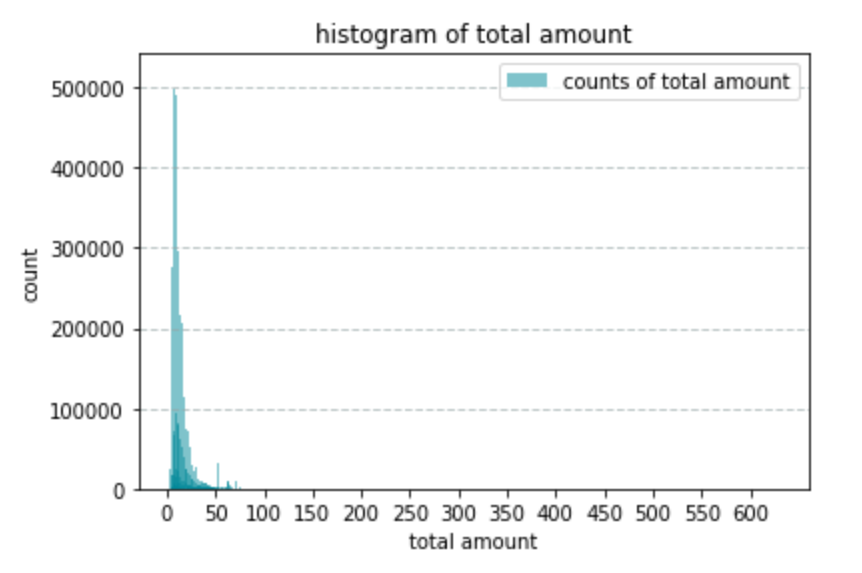 histogram of total amount
counts of total amount
500000
400000
300000
200000
100000
0
count
0 50 100 150 200 250 300 350 400 450 500 550 600
total amount